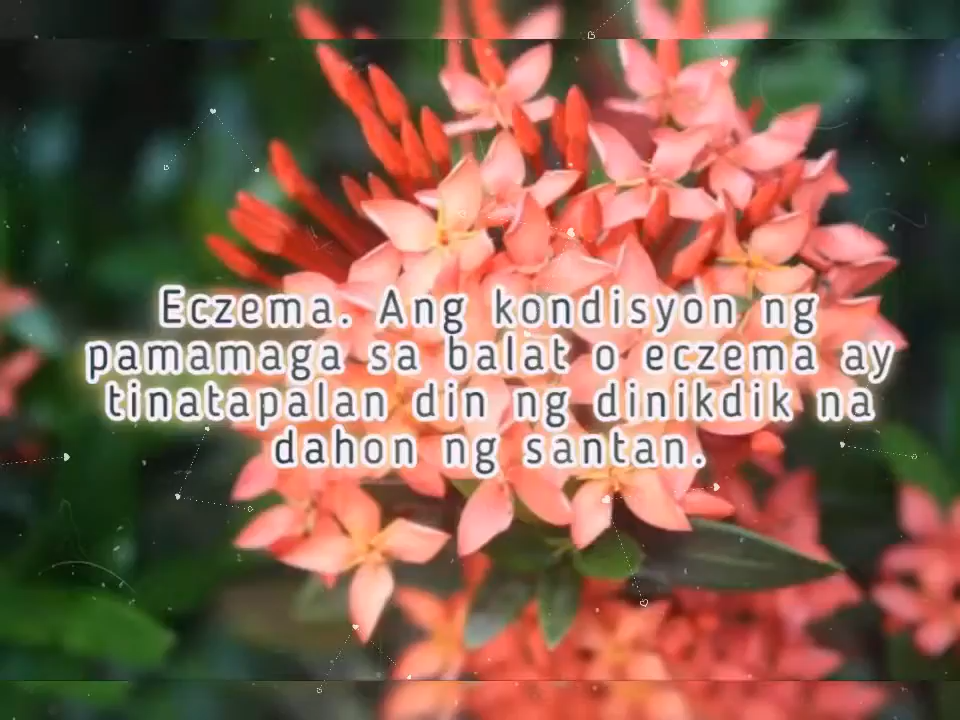 Eczema. Ang kondisyon ng
pamamaga sa balat o eczema ay
tinatapalan din ng dinikdik na
dahon ng santan.